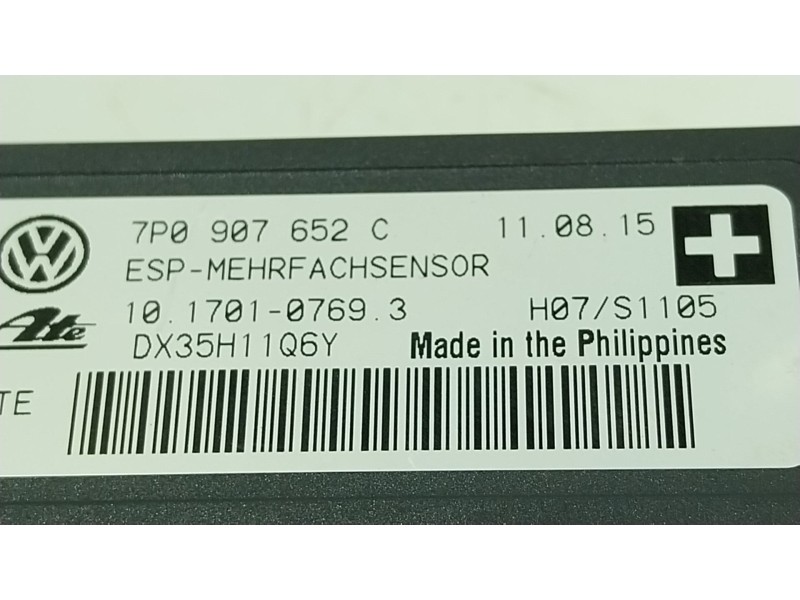 7P0 907 652 C 11.08.15
ESP-MEHRFACHSENSOR
10.1701-0769.3 H07/S1105
Ate DX35H11Q6Y Made in the Philippines
TE